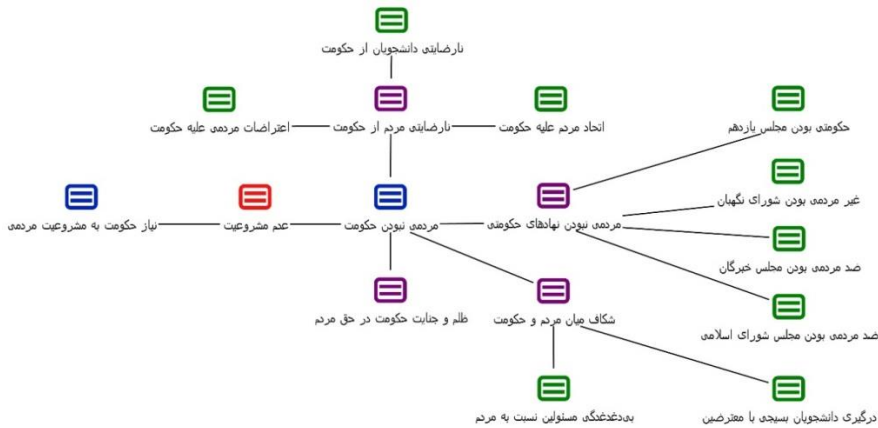 نارضایتی دانشجویان از حکومت
اعتراضات مردمی علیه حکومت
نارضایتی مردم از حکومت
اتحاد مردم علیه حکومت
حکومتی بودن مجلس یازدهم
غیر مردمی بودن شورای نگهبان
نیاز حکومت به مشروعیت مردمی
عدم مشروعیت
مردمی نبودن حکومت
مردمی نبودن نهادهای حکومتی
ضد مردمی بودن مجلس خبرگان
ظلم و جنایت حکومت در حق مردم
شکاف میان مردم و حکومت
ضد مردمی بودن مجلس شورای اسلامی
بی‌دغدغگی مسئولین نسبت به مردم
درگیری دانشجویان بسیجی با معترضین